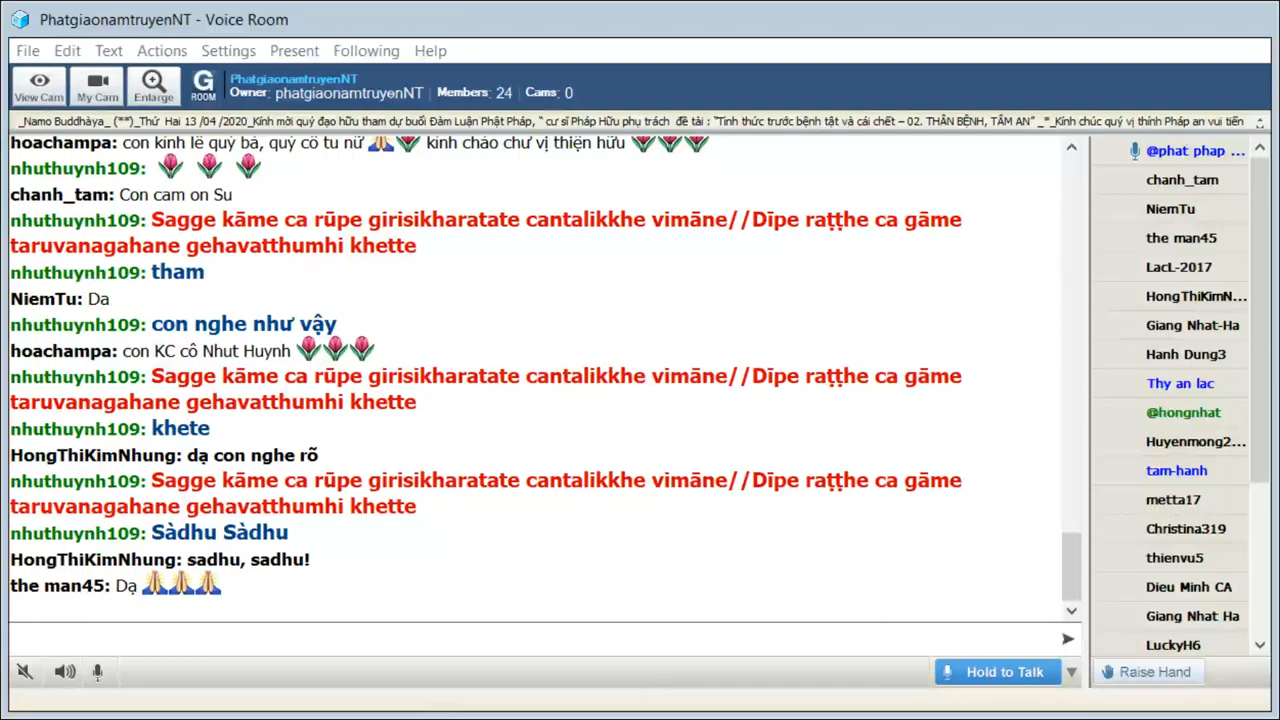 PhatgiaonamtruyenNT - Voice Room
File Edit Text Actions Settings Present Following Help
View Cam
My Cam
Enlarge
G ROOM
PhatgiaonamtruyenNT
Owner: phatgiaonamtruyenNT | Members: 24 | Cams: 0
_Namo Buddhàya_ (**)_Thứ Hai 13 /04 /2020_Kính mời quý đạo hữu tham dự buổi Đàm Luận Phật Pháp, " cư sĩ Pháp Hữu phụ trách đề tài : "Tỉnh thức trước bệnh tật và cái chết – 02. THÂN BỆNH, TÂM AN" _*_Kính chúc quý vị thính Pháp an vui tiến
hoachampa: con kính lễ quý bà, quý cô tu nữ kính chào chư vị thiện hữu
nhuthuynh109:
chanh_tam: Con cam on Su
nhuthuynh109: Sagge kāme ca rūpe girisikharatate cantalikkhe vimāne//Dīpe raṭṭhe ca gāme
taruvanagahane gehavatthumhi khette
nhuthuynh109: tham
NiemTu: Da
nhuthuynh109: con nghe như vậy
hoachampa: con KC cô Nhut Huynh
nhuthuynh109: Sagge kāme ca rūpe girisikharatate cantalikkhe vimāne//Dīpe raṭṭhe ca gāme
taruvanagahane gehavatthumhi khette
nhuthuynh109: khete
HongThiKimNhung: dạ con nghe rõ
nhuthuynh109: Sagge kāme ca rūpe girisikharatate cantalikkhe vimāne//Dīpe raṭṭhe ca gāme
taruvanagahane gehavatthumhi khette
nhuthuynh109: Sàdhu Sàdhu
HongThiKimNhung: sadhu, sadhu!
the man45: Dạ
@phat phap ...
chanh_tam
NiemTu
the man45
LacL-2017
HongThiKimN...
Giang Nhat-Ha
Hanh Dung3
Thy an lac
@hongnhat
Huyenmong2...
tam-hanh
metta17
Christina319
thienvu5
Dieu Minh CA
Giang Nhat Ha
LuckyH6
Hold to Talk
Raise Hand